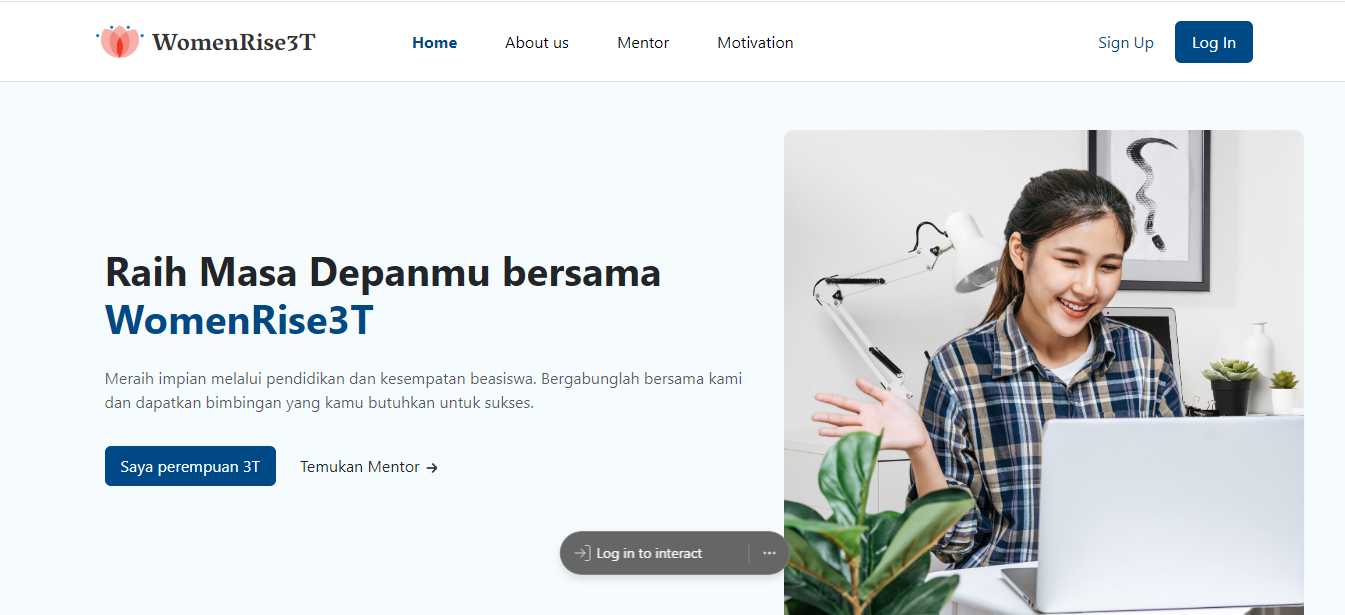 WomenRise3T
Home
About us
Mentor
Motivation
Sign Up
Log In
Raih Masa Depanmu bersama
WomenRise3T
Meraih impian melalui pendidikan dan kesempatan beasiswa. Bergabunglah bersama kami
dan dapatkan bimbingan yang kamu butuhkan untuk sukses.
Saya perempuan 3T
Temukan Mentor →
Log in to interact